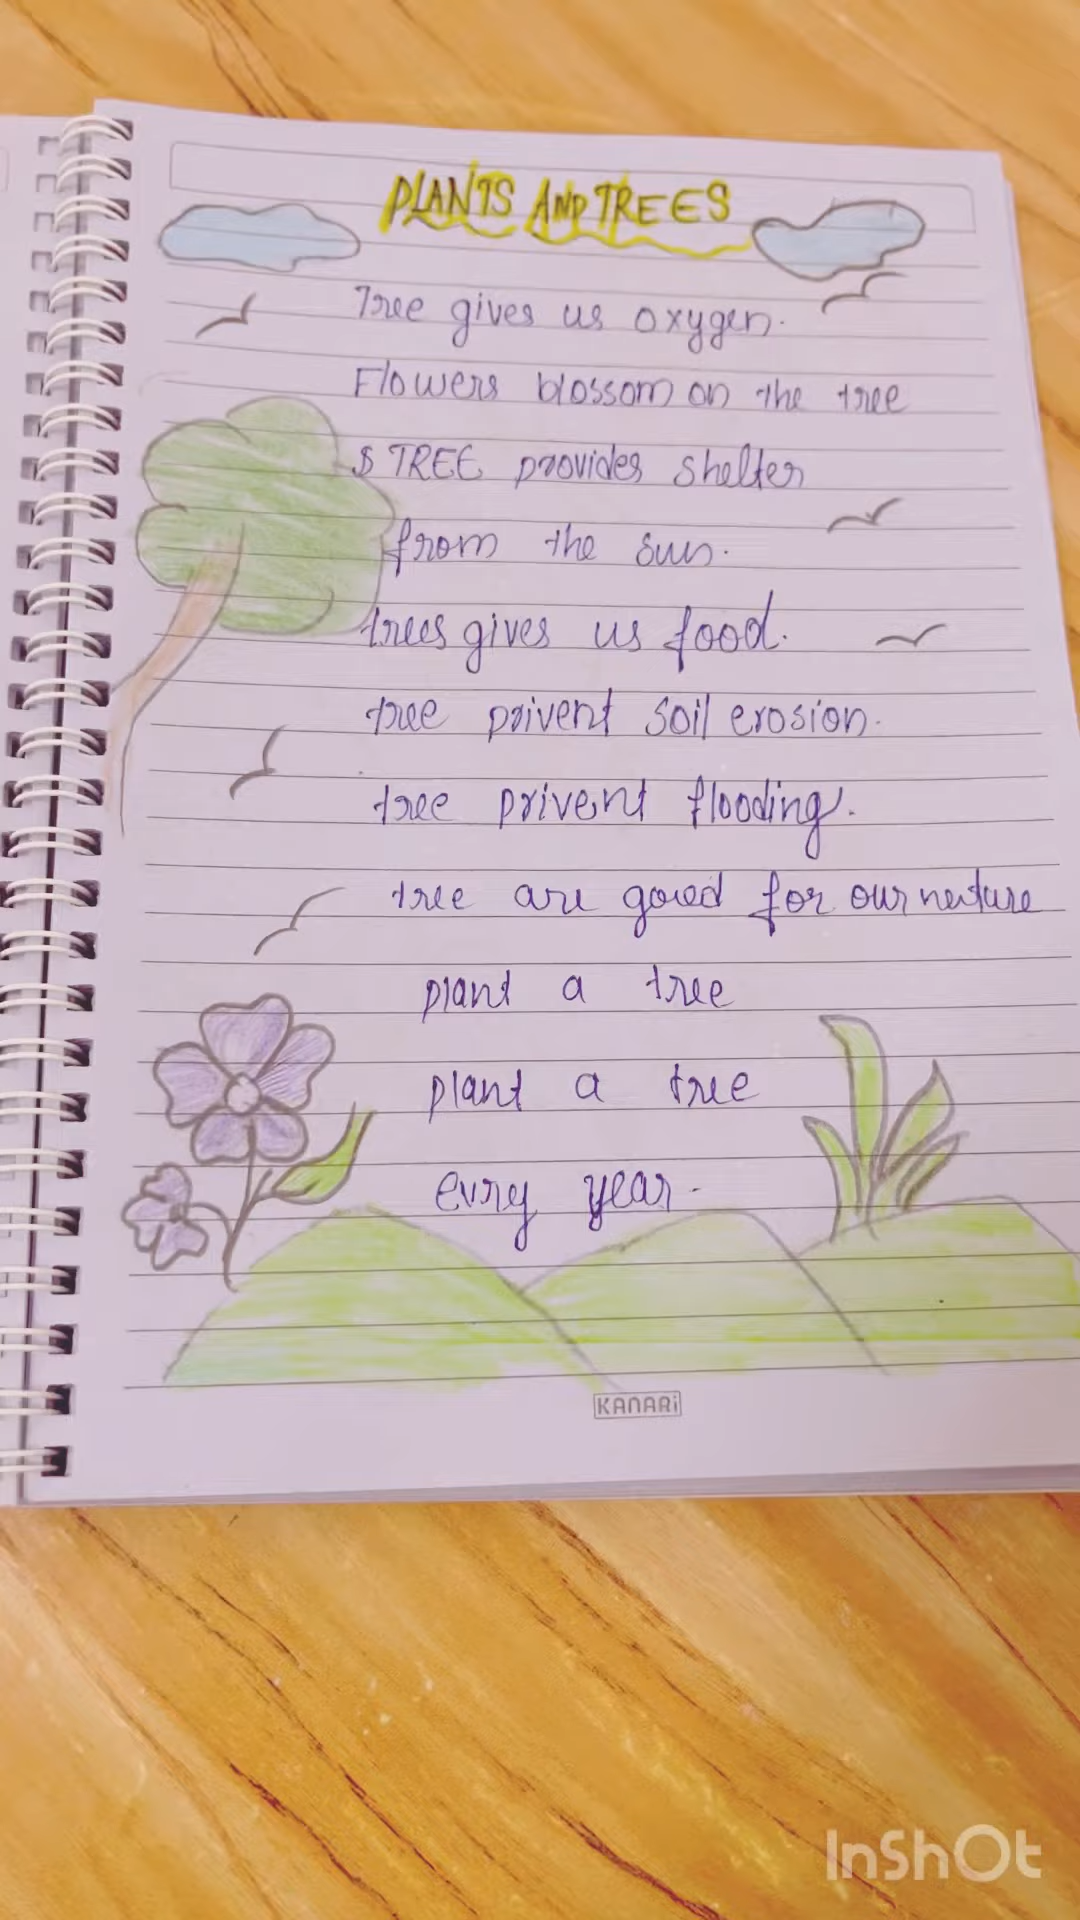 PLANTS AND TREES
Tree gives us oxygen.
Flowers blossom on the tree
$ TREE provides shelter
from the sun.
trees gives us food.
tree privent soil erosion.
tree privent flooding.
tree are goed for our neture
plant a tree
plant a tree
evry year.
KANARi
InShOt